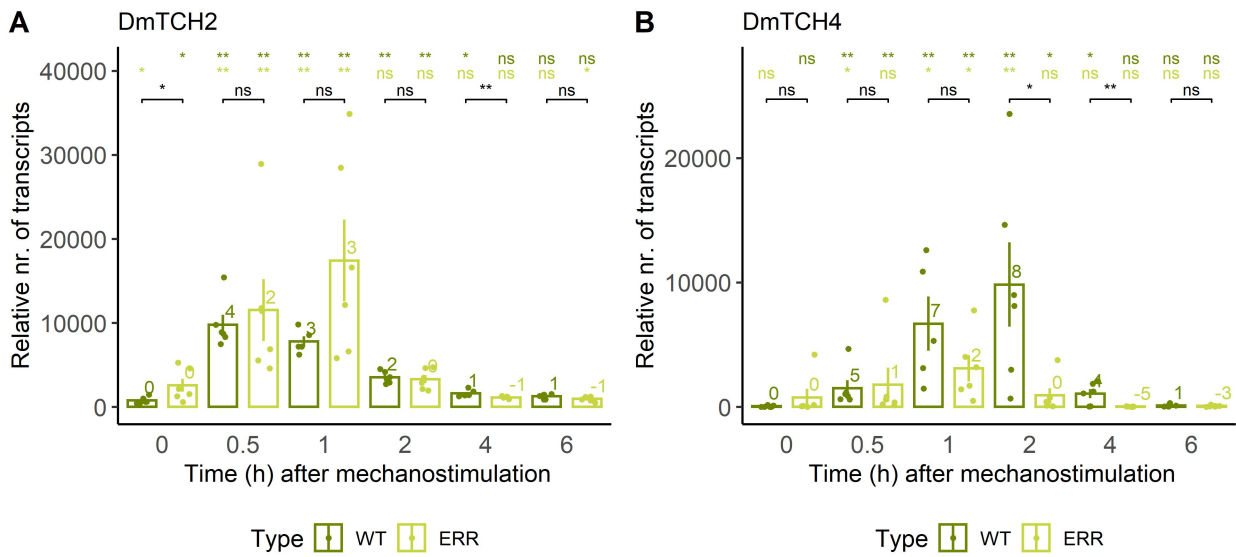 A
DmTCH2
* ** ** ** ** ** ** * ns ns ns
* ** ** ** ** ns ns ns ns ns *
* ns ns ns ** ns
Relative nr. of transcripts
40000
30000
20000
10000
0
0 0 4 2 3 3 2 0 1 -1 1 -1
0 0.5 1 2 4 6
Time (h) after mechanostimulation
Type WT ERR
B
DmTCH4
ns ** ** ** ** ** * * ns ns ns
ns * ns * * ** ns ns ns ns ns
ns ns ns * ** ns
Relative nr. of transcripts
20000
10000
0
0 0 5 1 7 2 8 0 4 -5 1 -3
0 0.5 1 2 4 6
Time (h) after mechanostimulation
Type WT ERR